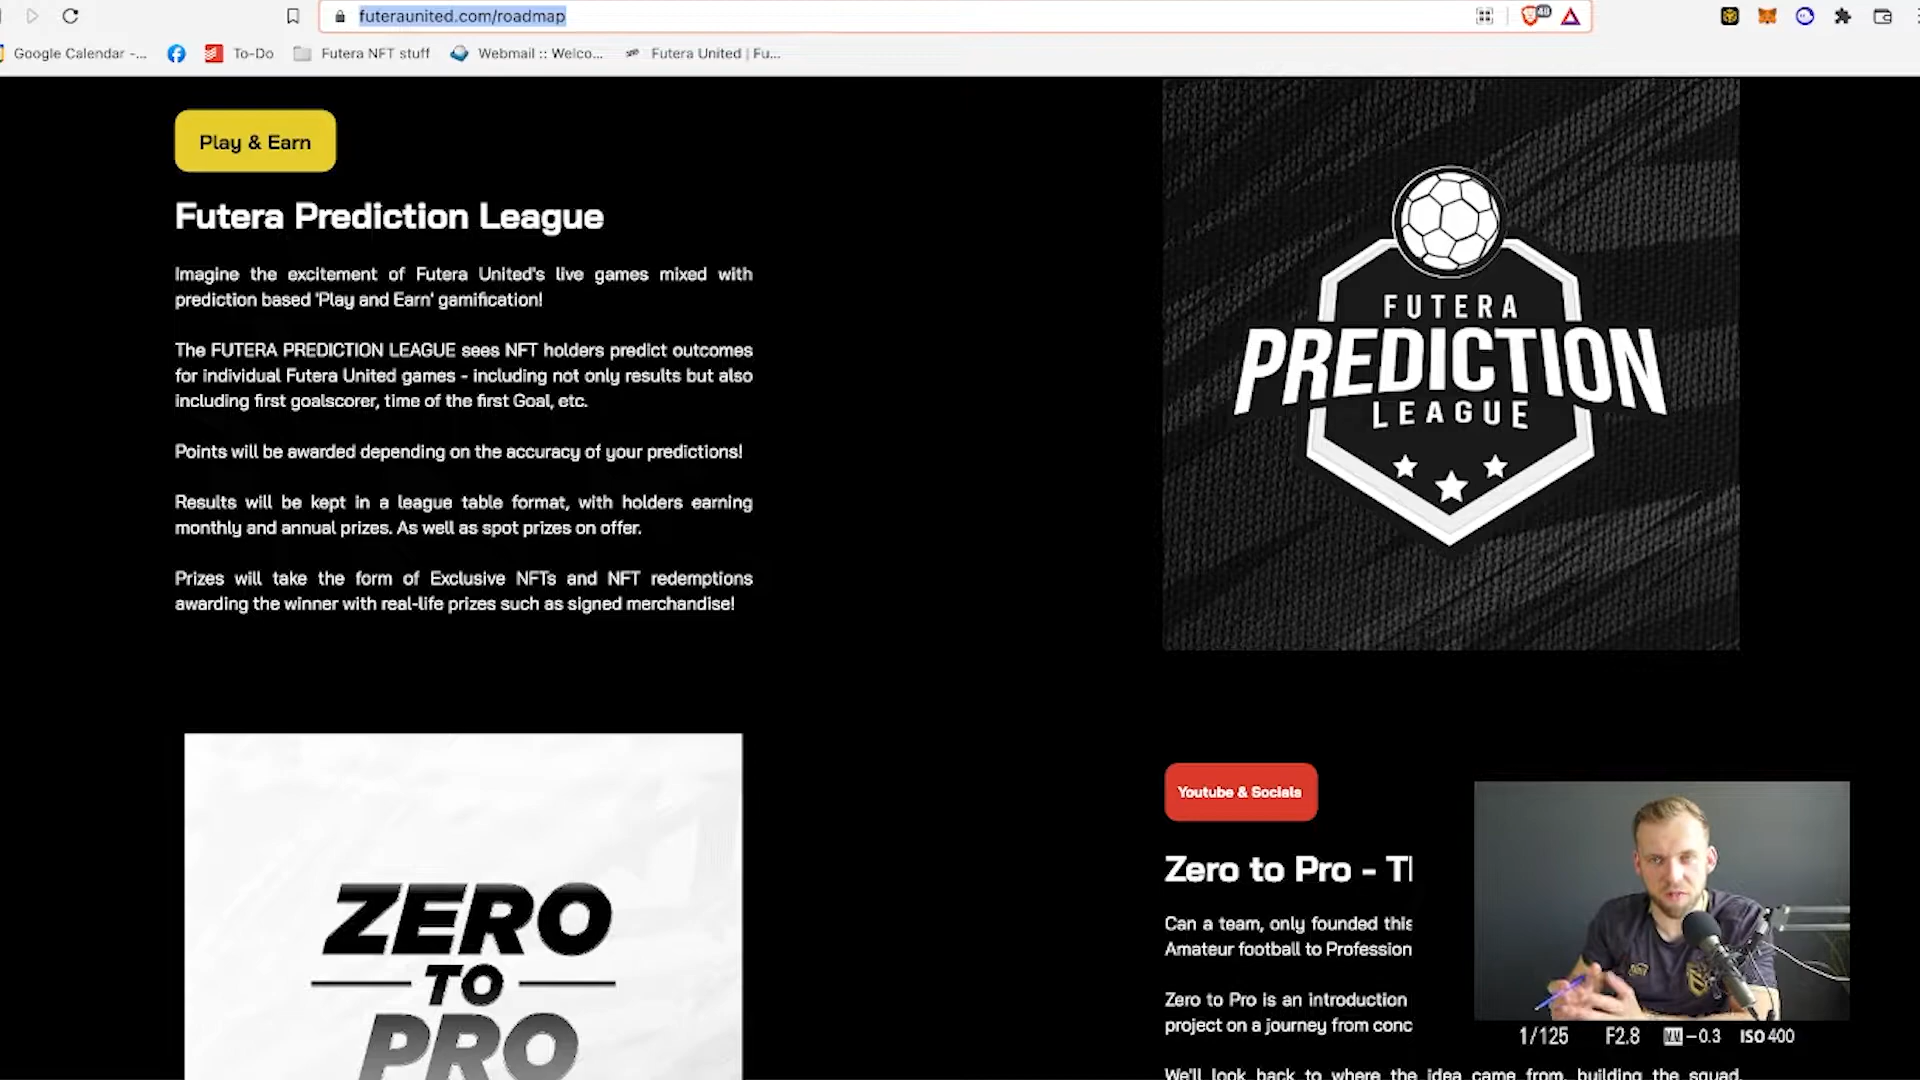 futeraunited.com/roadmap
48
Google Calendar -...
To-Do
Futera NFT stuff
Webmail :: Welco...
Futera United | Fu...
Play & Earn
Futera Prediction League
Imagine the excitement of Futera United's live games mixed with
prediction based 'Play and Earn' gamification!
The FUTERA PREDICTION LEAGUE sees NFT holders predict outcomes
for individual Futera United games - including not only results but also
including first goalscorer, time of the first Goal, etc.
Points will be awarded depending on the accuracy of your predictions!
Results will be kept in a league table format, with holders earning
monthly and annual prizes. As well as spot prizes on offer.
Prizes will take the form of Exclusive NFTs and NFT redemptions
awarding the winner with real-life prizes such as signed merchandise!
FUTERA
PREDICTION
LEAGUE
ZERO
TO
PRO
Youtube & Socials
Zero to Pro - Tl
Can a team, only founded this
Amateur football to Profession
Zero to Pro is an introduction
project on a journey from conc
We'll look back to where the idea came from, building the squad,
1/125 F2.8 M.M. -0.3 ISO 400